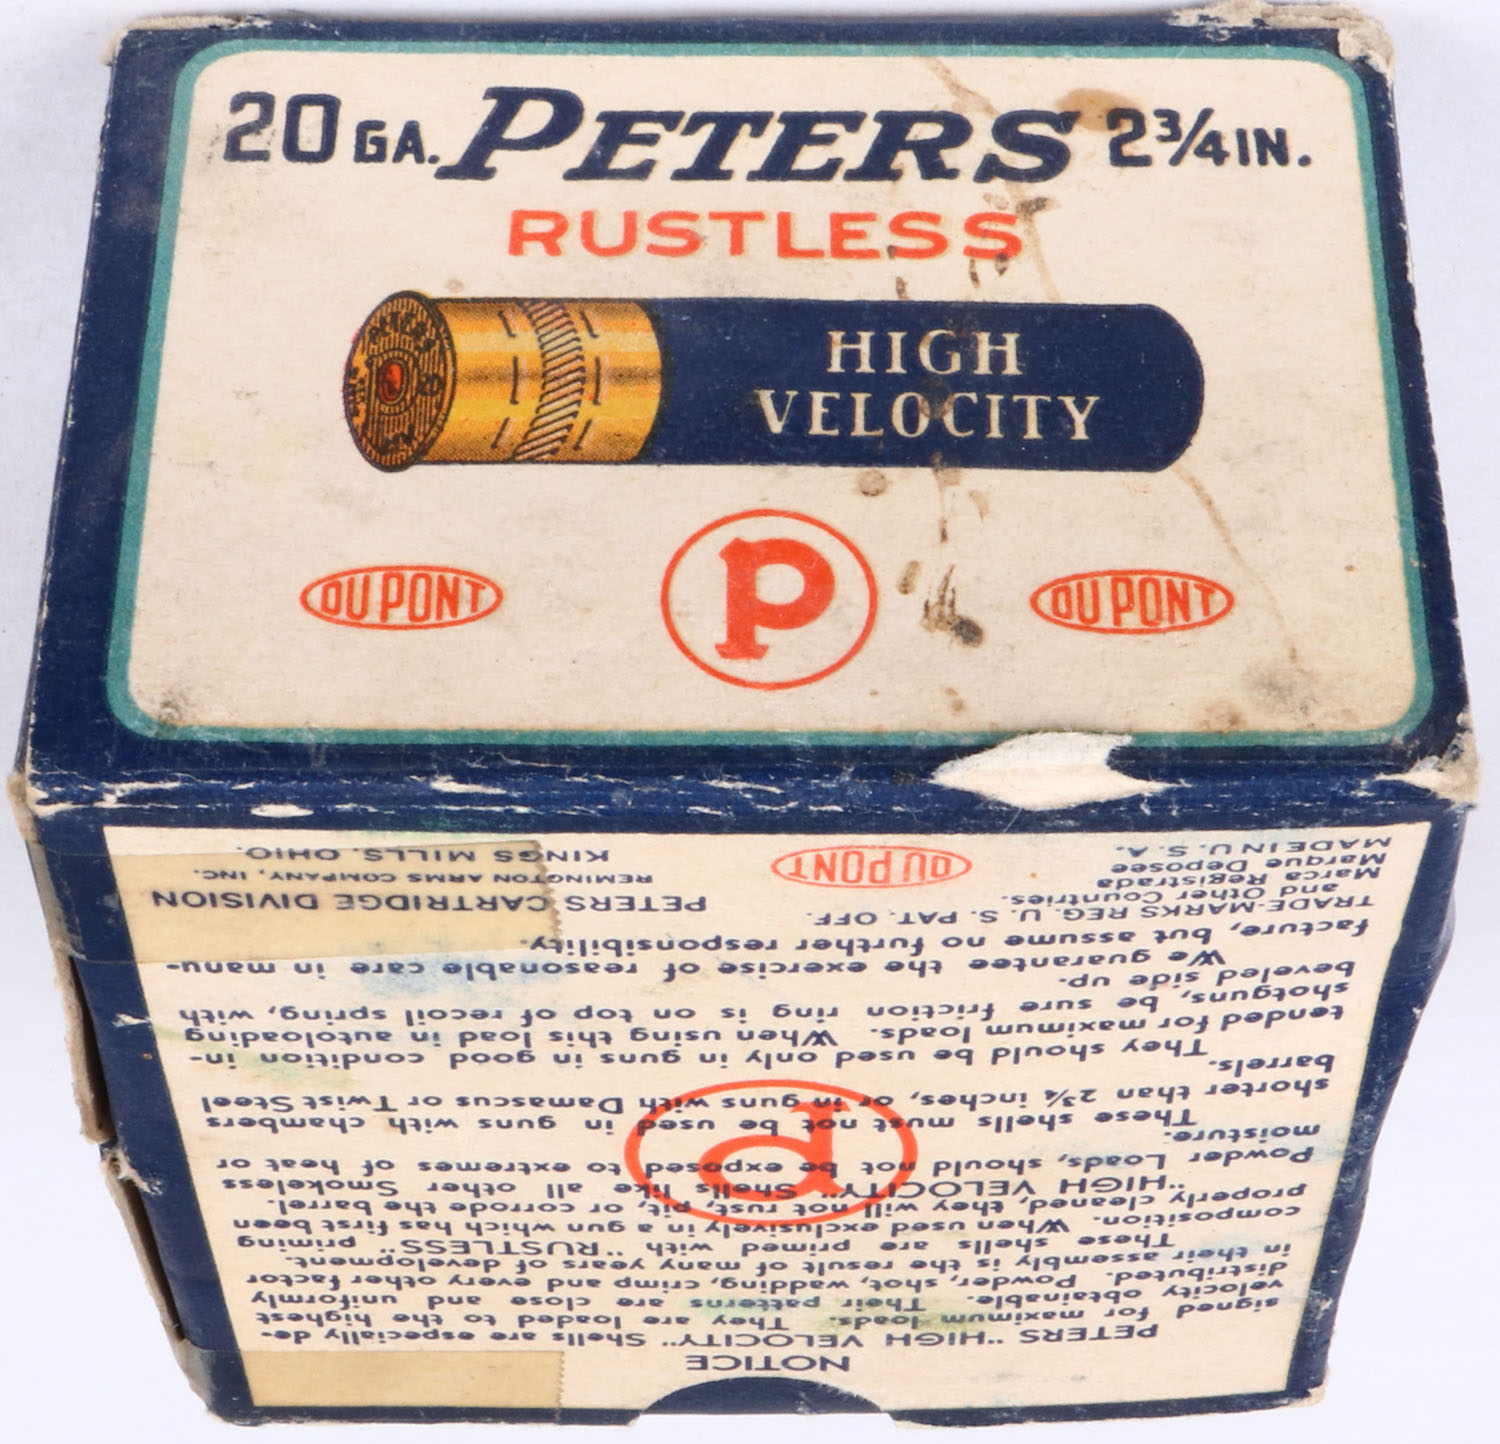 20 GA. PETERS 2¾ IN.
RUSTLESS
HIGH
VELOCITY
PETERS
20
DU PONT
P
DU PONT
NOTICE
PETERS "HIGH VELOCITY" Shells are especially de-
signed for maximum loads. They are loaded to the highest
velocity obtainable. Their patterns are close and uniformly
distributed. Powder, shot, wadding, crimp and every other factor
in their assembly is the result of many years of development.
These shells are primed with "RUSTLESS" priming
composition. When used exclusively in a gun which has first been
properly cleaned, they will not rust, pit, or corrode the barrel.
"HIGH VELOCITY" Shells like all other Smokeless
Powder Loads, should not be exposed to extremes of heat or
moisture.
These shells must not be used in guns with chambers
shorter than 2¾ inches, or in guns with Damascus or Twist Steel
barrels.
They should be used only in guns in good condition in-
tended for maximum loads. When using this load in autoloading
shotguns, be sure friction ring is on top of recoil spring, with
beveled side up.
We guarantee the exercise of reasonable care in manu-
facture, but assume no further responsibility.
P
TRADE-MARKS REG. U. S. PAT. OFF.
and Other Countries.
Marca Registrada
Marque Deposee
MADE IN U. S. A.
DU PONT
PETERS CARTRIDGE DIVISION
REMINGTON ARMS COMPANY, INC.
KINGS MILLS, OHIO.